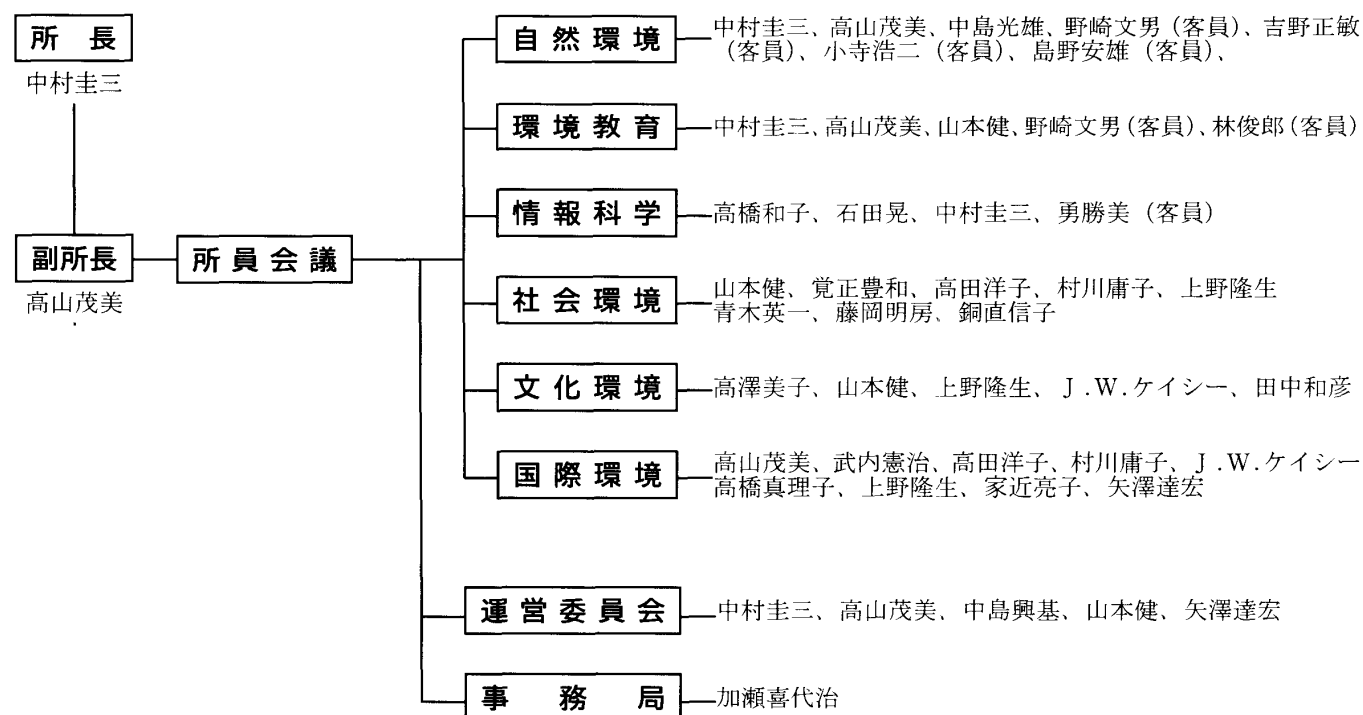 所長
中村圭三
副所長
高山茂美
所員会議
自然環境
中村圭三、高山茂美、中島光雄、野崎文男(客員)、吉野正敏
(客員)、小寺浩二(客員)、島野安雄(客員)、
環境教育
中村圭三、高山茂美、山本健、野崎文男(客員)、林俊郎(客員)
情報科学
高橋和子、石田晃、中村圭三、勇勝美(客員)
社会環境
山本健、覚正豊和、高田洋子、村川庸子、上野隆生
青木英一、藤岡明房、銅直信子
文化環境
高澤美子、山本健、上野隆生、J.W.ケイシー、田中和彦
国際環境
高山茂美、武内憲治、高田洋子、村川庸子、J.W.ケイシー
高橋真理子、上野隆生、家近亮子、矢澤達宏
運営委員会
中村圭三、高山茂美、中島興基、山本健、矢澤達宏
事務局
加瀬喜代治